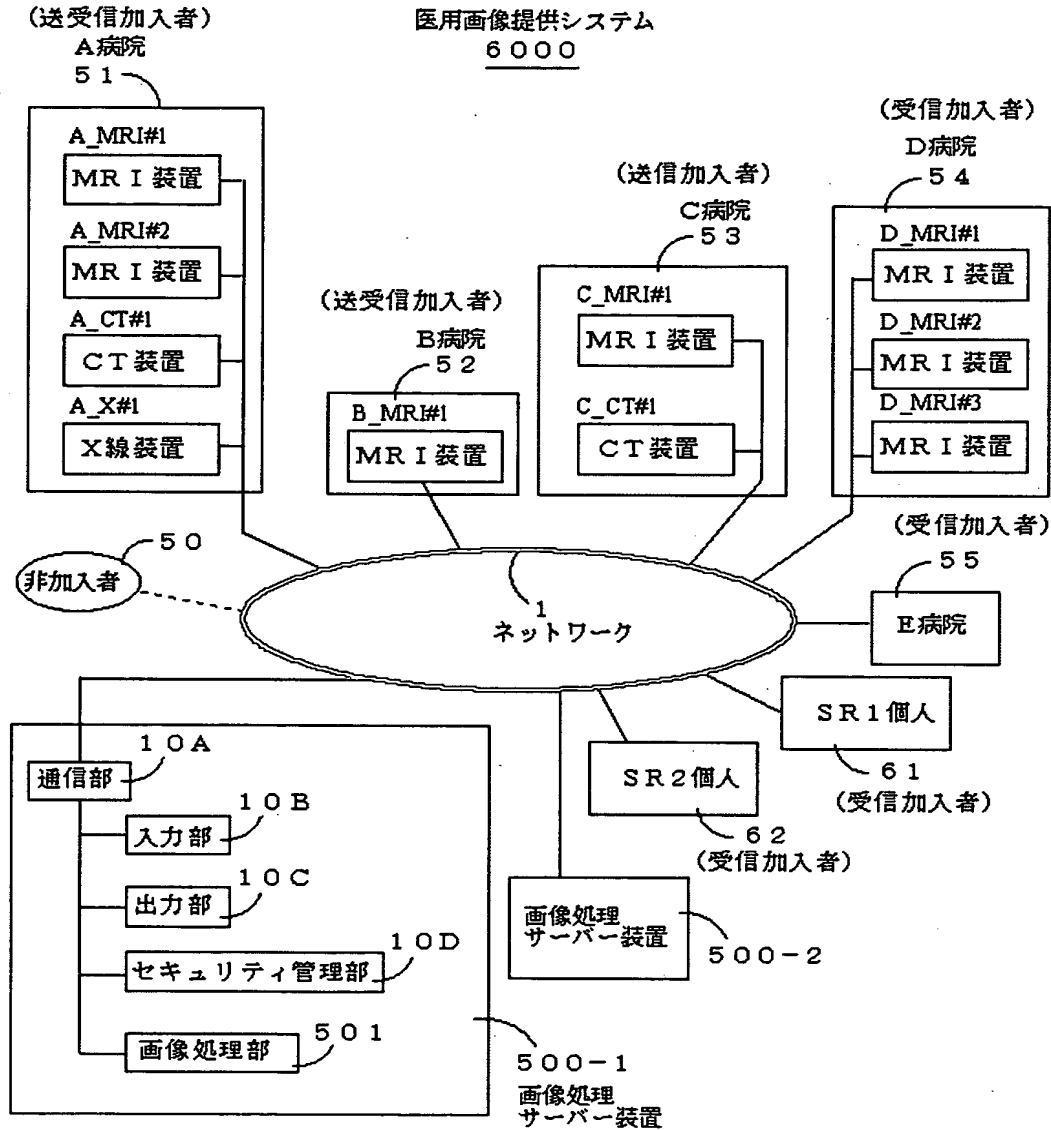 医用画像提供システム
6000
(送受信加入者)
A病院
51
A_MRI#1
MRI装置
A_MRI#2
MRI装置
A_CT#1
CT装置
A_X#1
X線装置
(送受信加入者)
B病院
52
B_MRI#1
MRI装置
(送信加入者)
C病院
53
C_MRI#1
MRI装置
C_CT#1
CT装置
(受信加入者)
D病院
54
D_MRI#1
MRI装置
D_MRI#2
MRI装置
D_MRI#3
MRI装置
50
非加入者
1
ネットワーク
(受信加入者)
55
E病院
SR1個人
61
(受信加入者)
SR2個人
62
(受信加入者)
画像処理
サーバー装置
500-2
10A
通信部
10B
入力部
10C
出力部
10D
セキュリティ管理部
501
画像処理部
500-1
画像処理
サーバー装置